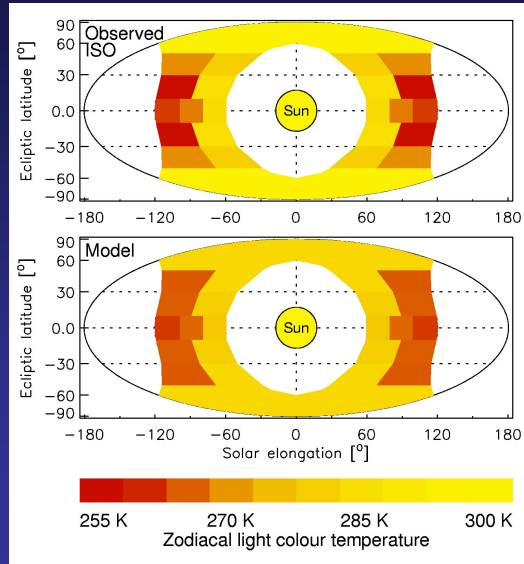 Observed
ISO
Ecliptic latitude [°]
90
60
30
0.0
−30
−60
−90
Sun
−180 −120 −60 0 60 120 180
Model
Ecliptic latitude [°]
90
60
30
0.0
−30
−60
−90
Sun
−180 −120 −60 0 60 120 180
Solar elongation [°]
255 K 270 K 285 K 300 K
Zodiacal light colour temperature